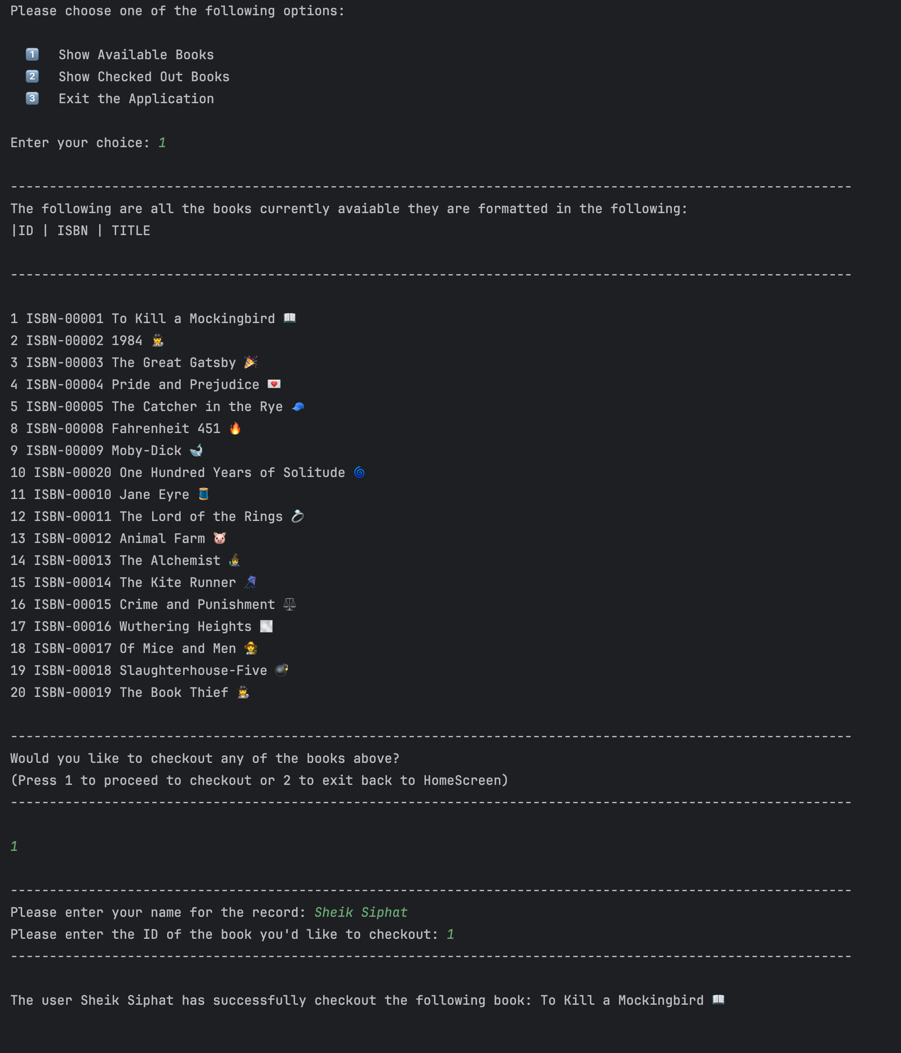 Please choose one of the following options:
1️⃣ Show Available Books
2️⃣ Show Checked Out Books
3️⃣ Exit the Application
Enter your choice: 1
------------------------------------------------------------------------------------------------------------
The following are all the books currently avaiable they are formatted in the following:
|ID | ISBN | TITLE
------------------------------------------------------------------------------------------------------------
1 ISBN-00001 To Kill a Mockingbird 📖
2 ISBN-00002 1984 🕵️
3 ISBN-00003 The Great Gatsby 🎉
4 ISBN-00004 Pride and Prejudice 💌
5 ISBN-00005 The Catcher in the Rye 🧢
8 ISBN-00008 Fahrenheit 451 🔥
9 ISBN-00009 Moby-Dick 🐋
10 ISBN-00020 One Hundred Years of Solitude 🌀
11 ISBN-00010 Jane Eyre 🧵
12 ISBN-00011 The Lord of the Rings 💍
13 ISBN-00012 Animal Farm 🐷
14 ISBN-00013 The Alchemist
15 ISBN-00014 The Kite Runner
16 ISBN-00015 Crime and Punishment ⚖️
17 ISBN-00016 Wuthering Heights
18 ISBN-00017 Of Mice and Men
19 ISBN-00018 Slaughterhouse-Five 💣
20 ISBN-00019 The Book Thief
------------------------------------------------------------------------------------------------------------
Would you like to checkout any of the books above?
(Press 1 to proceed to checkout or 2 to exit back to HomeScreen)
------------------------------------------------------------------------------------------------------------
1
------------------------------------------------------------------------------------------------------------
Please enter your name for the record: Sheik Siphat
Please enter the ID of the book you'd like to checkout: 1
------------------------------------------------------------------------------------------------------------
The user Sheik Siphat has successfully checkout the following book: To Kill a Mockingbird 📖